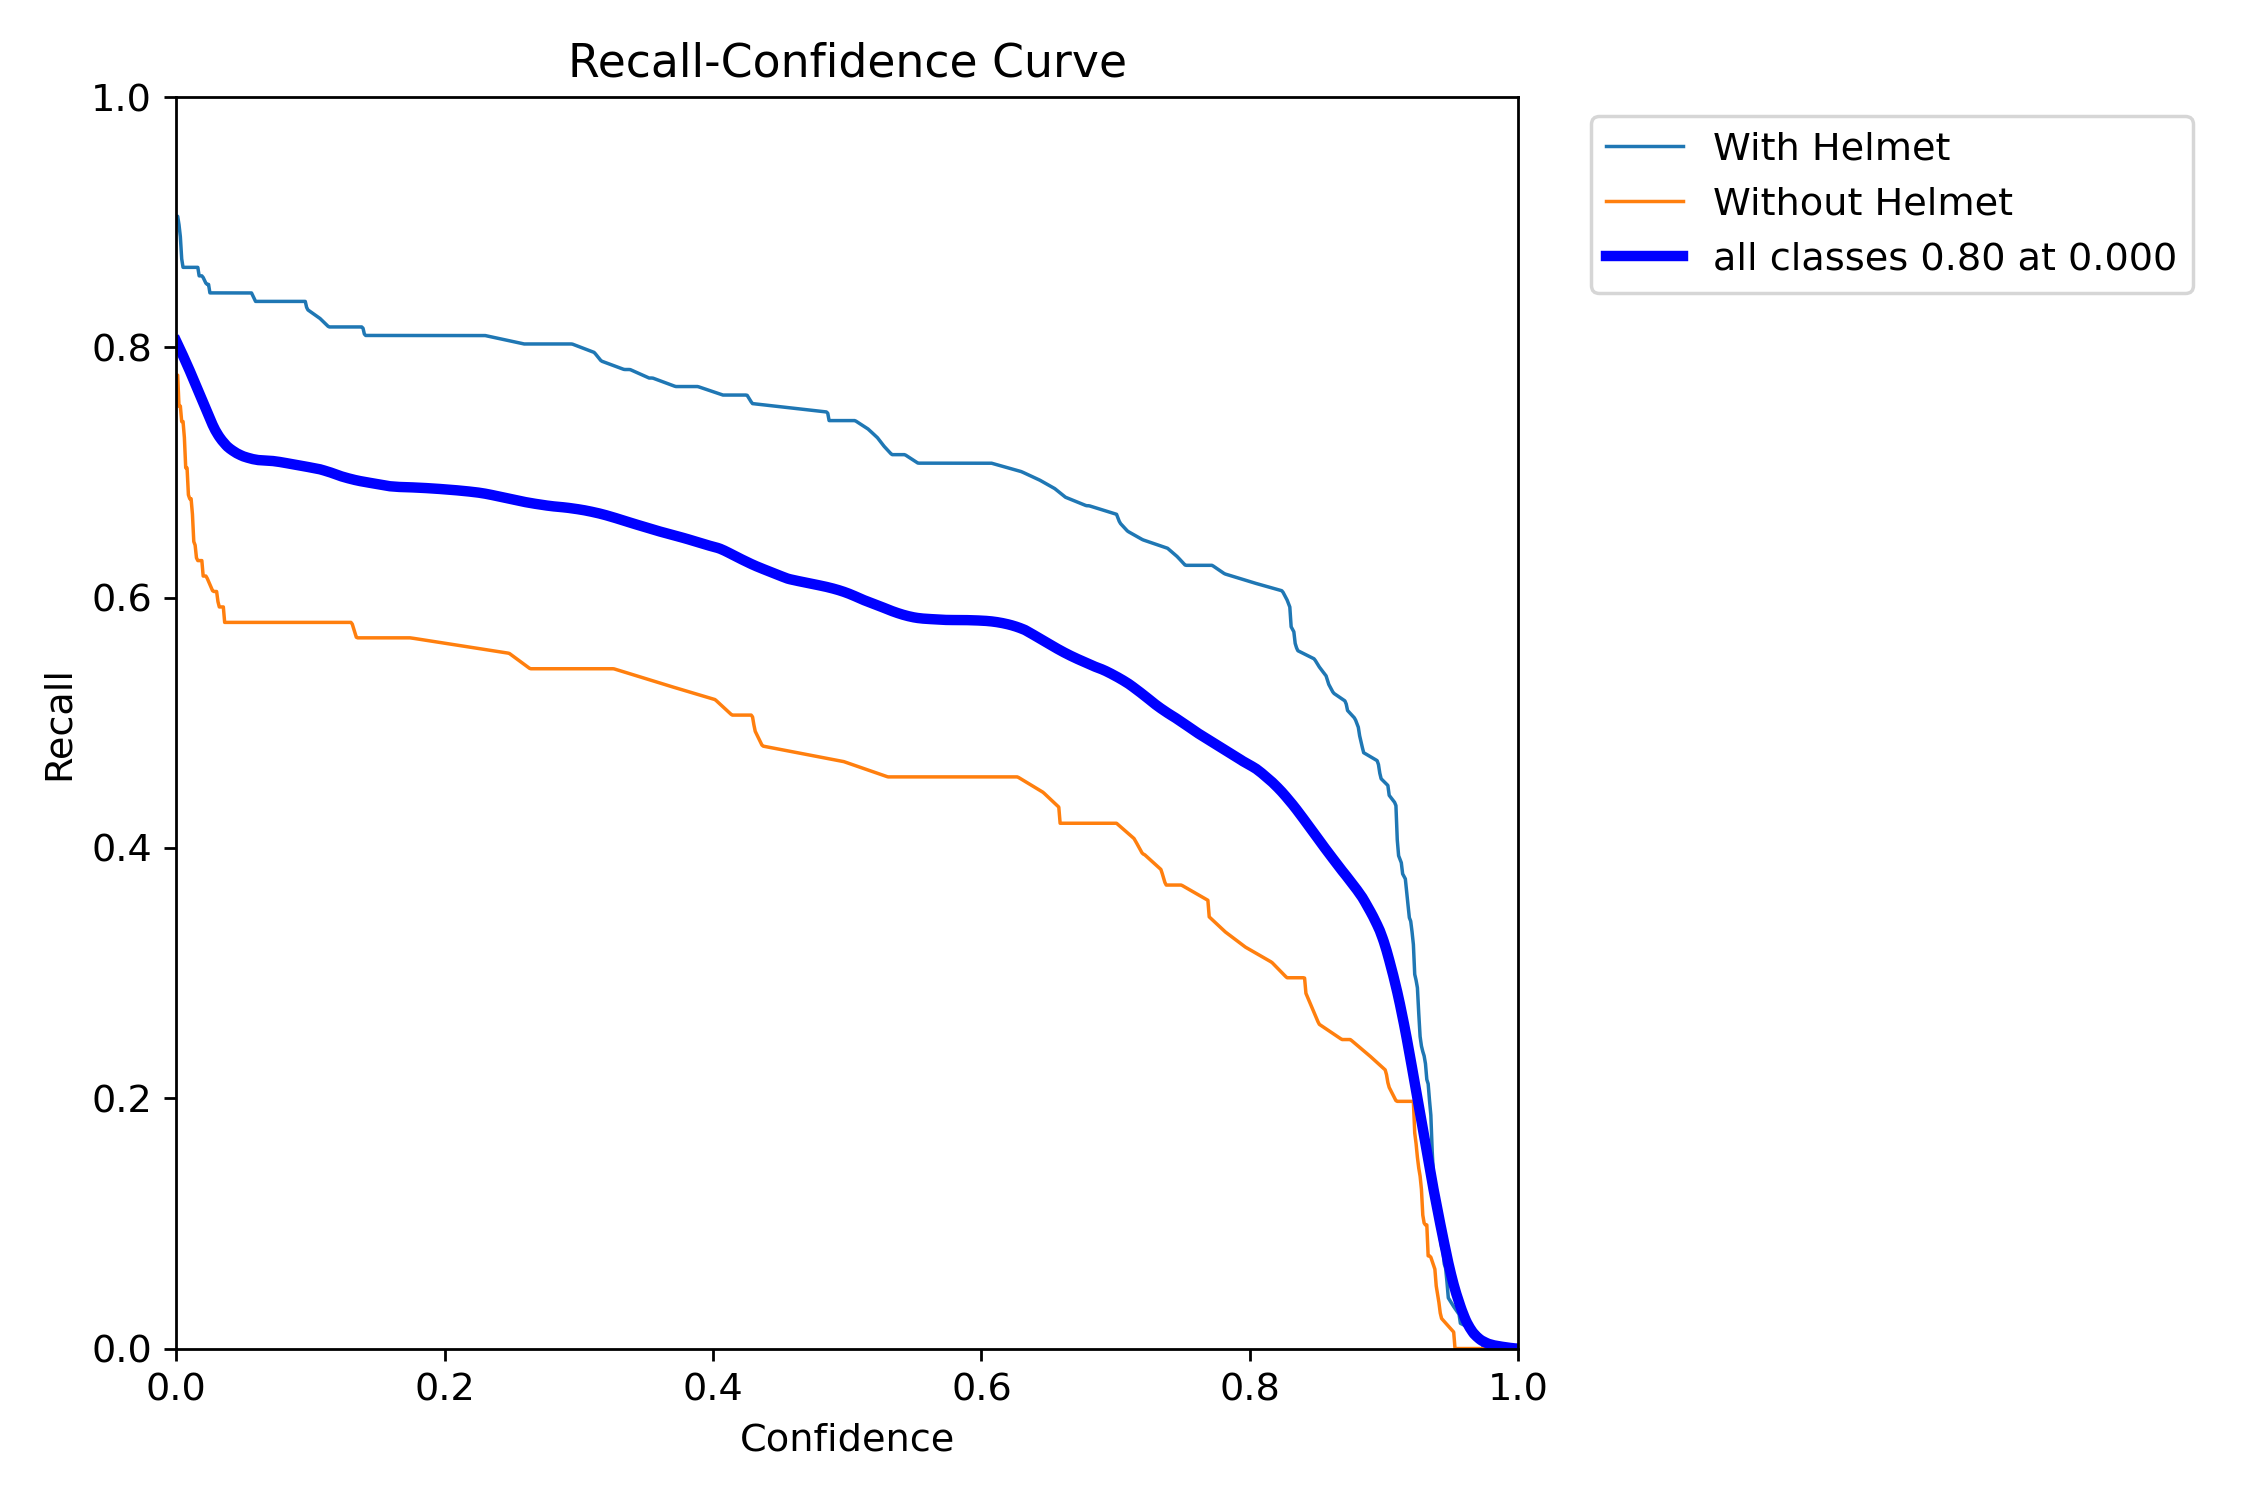 Recall-Confidence Curve
1.0
0.8
0.6
0.4
0.2
0.0
Recall
0.0 0.2 0.4 0.6 0.8 1.0
Confidence
With Helmet
Without Helmet
all classes 0.80 at 0.000